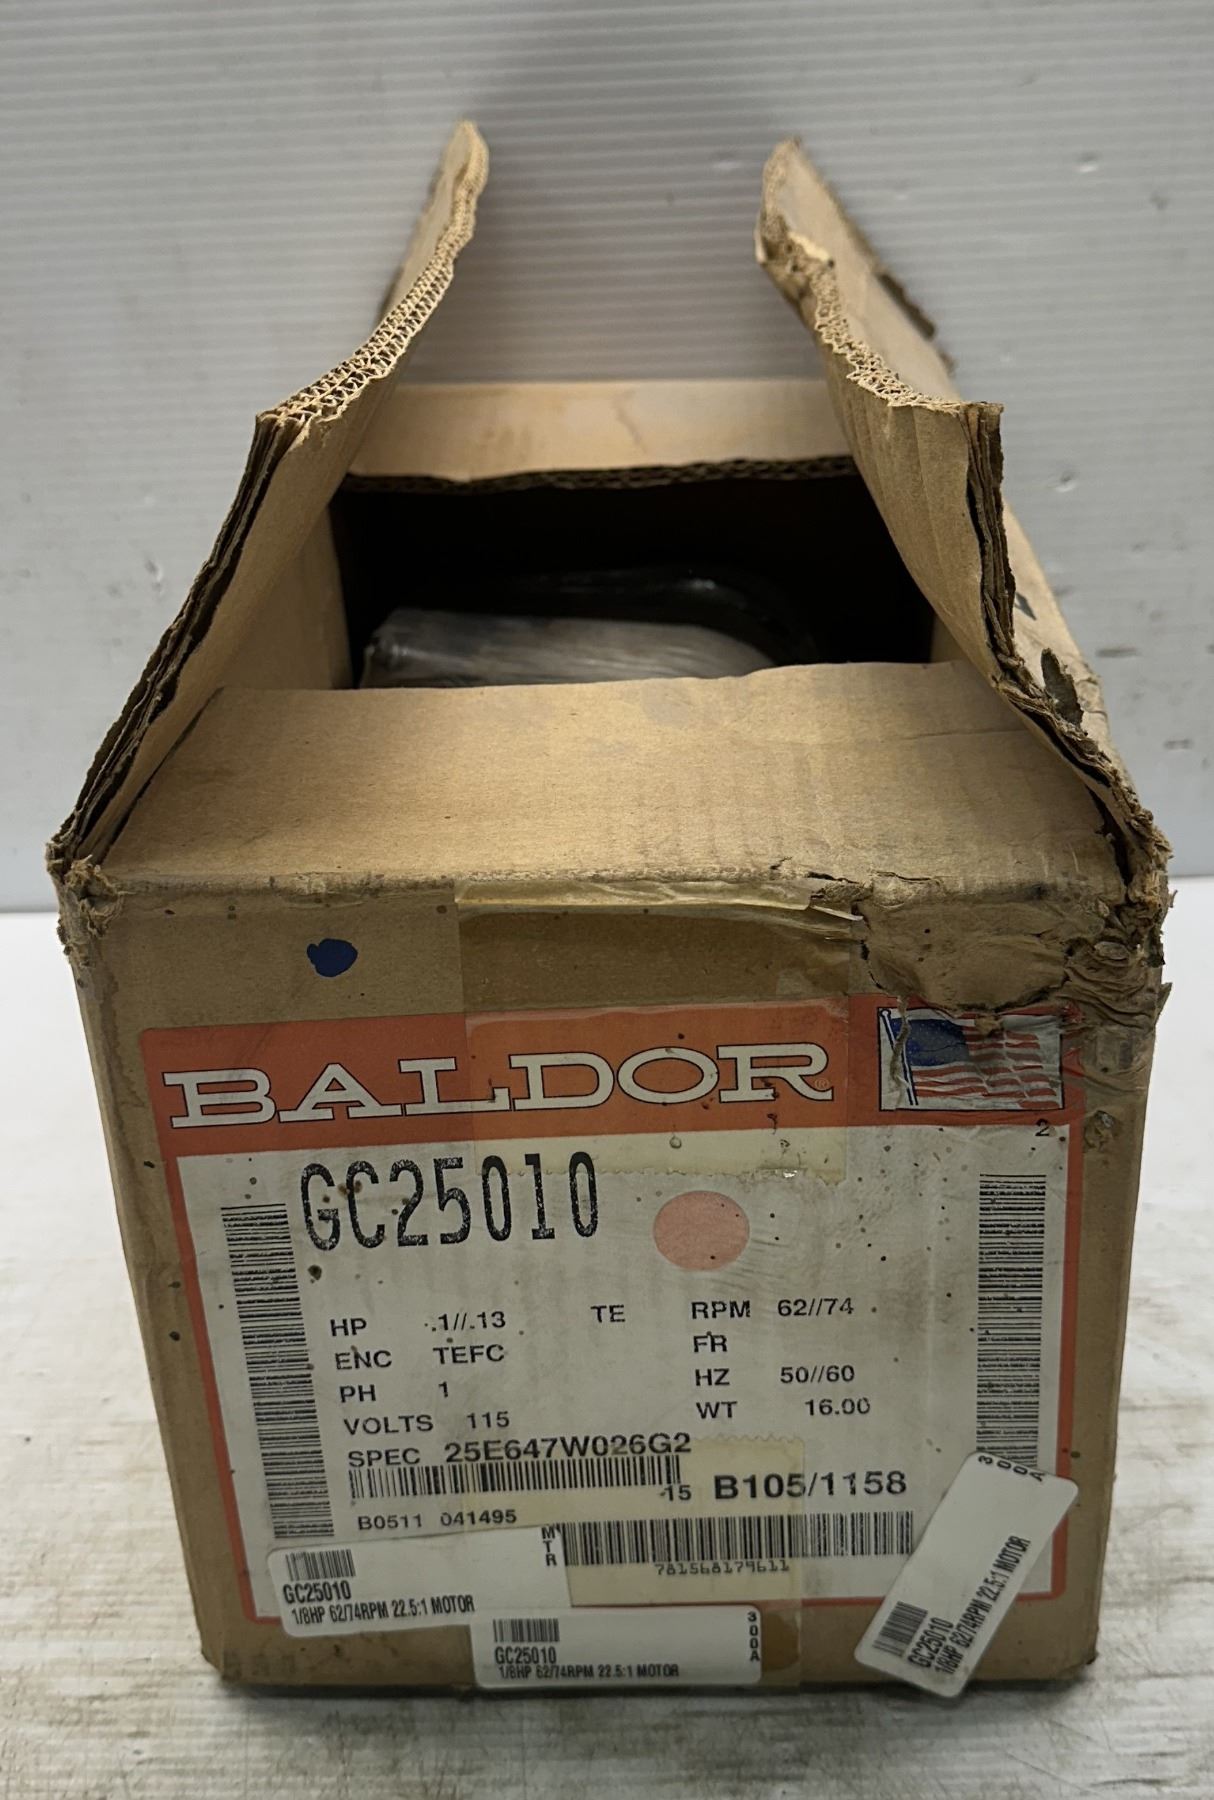 BALDOR®
2
GC25010
HP .1//.13 TE RPM 62//74
ENC TEFC FR
PH 1 HZ 50//60
VOLTS 115 WT 16.00
SPEC 25E647W026G2
15 B105/1158
B0511 041495
MTR
781568179611
GC25010
1/8HP 62/74RPM 22.5:1 MOTOR
300A
GC25010
1/8HP 62/74RPM 22.5:1 MOTOR
300A
GC25010
1/8HP 62/74RPM 22.5:1 MOTOR